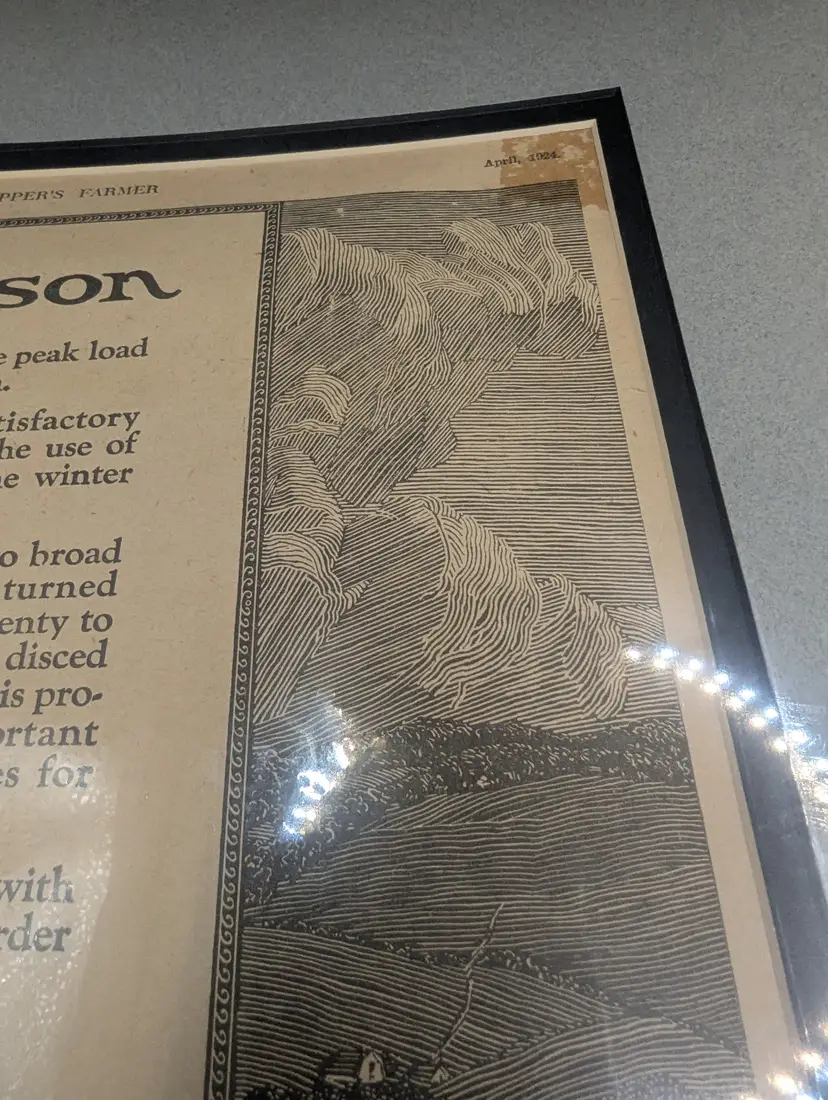 PPER'S FARMER
April, 1924.
son
e peak load
.
tisfactory
he use of
e winter
o broad
turned
enty to
disced
is pro-
ortant
es for
with
rder